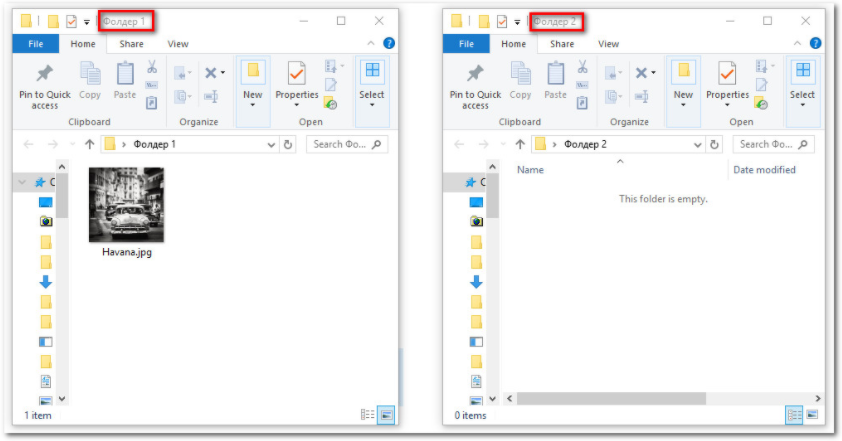 Фолдер 1
File Home Share View
Pin to Quick access Copy Paste New Properties Select
Clipboard Organize Open
Фолдер 1 Search Фо...
Havana.jpg
1 item
Фолдер 2
File Home Share View
Pin to Quick access Copy Paste New Properties Select
Clipboard Organize Open
Фолдер 2 Search Фо...
Name Date modified
This folder is empty.
0 items